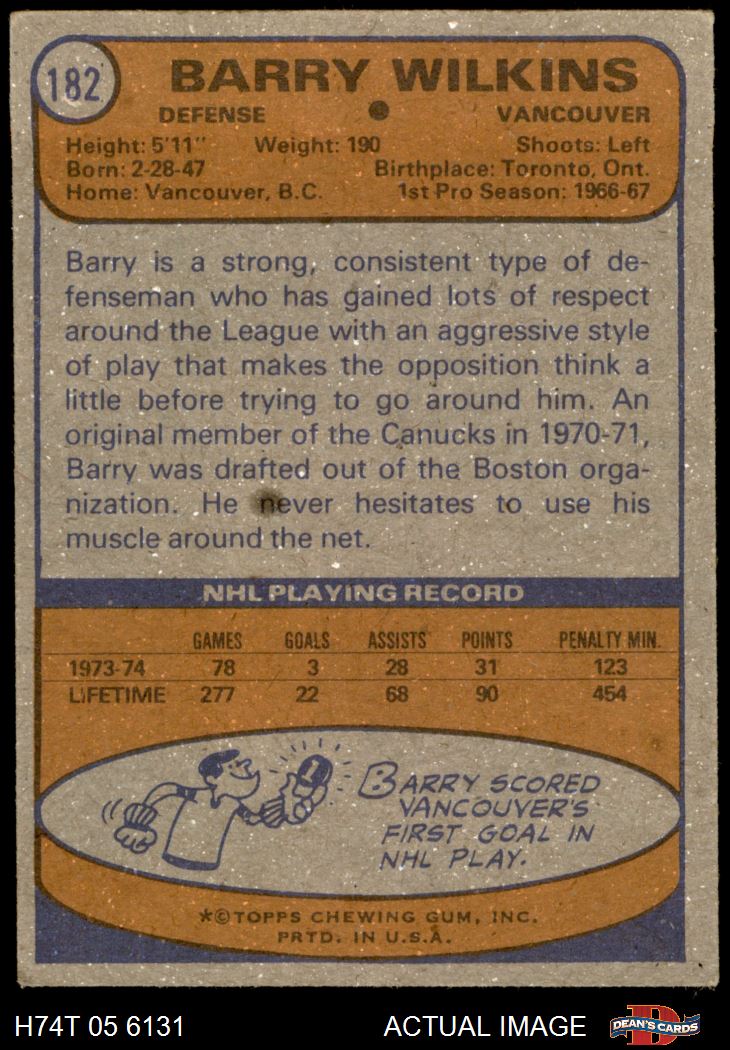 182
BARRY WILKINS
DEFENSE ● VANCOUVER
Height: 5'11" Weight: 190 Shoots: Left
Born: 2-28-47 Birthplace: Toronto, Ont.
Home: Vancouver, B.C. 1st Pro Season: 1966-67
Barry is a strong, consistent type of de-
fenseman who has gained lots of respect
around the League with an aggressive style
of play that makes the opposition think a
little before trying to go around him. An
original member of the Canucks in 1970-71,
Barry was drafted out of the Boston orga-
nization. He never hesitates to use his
muscle around the net.
NHL PLAYING RECORD
GAMES GOALS ASSISTS POINTS PENALTY MIN.
1973-74 78 3 28 31 123
LIFETIME 277 22 68 90 454
1
BARRY SCORED
VANCOUVER'S
FIRST GOAL IN
NHL PLAY.
*©TOPPS CHEWING GUM, INC.
PRTD. IN U.S.A.
H74T 05 6131 ACTUAL IMAGE DEAN'S CARDS